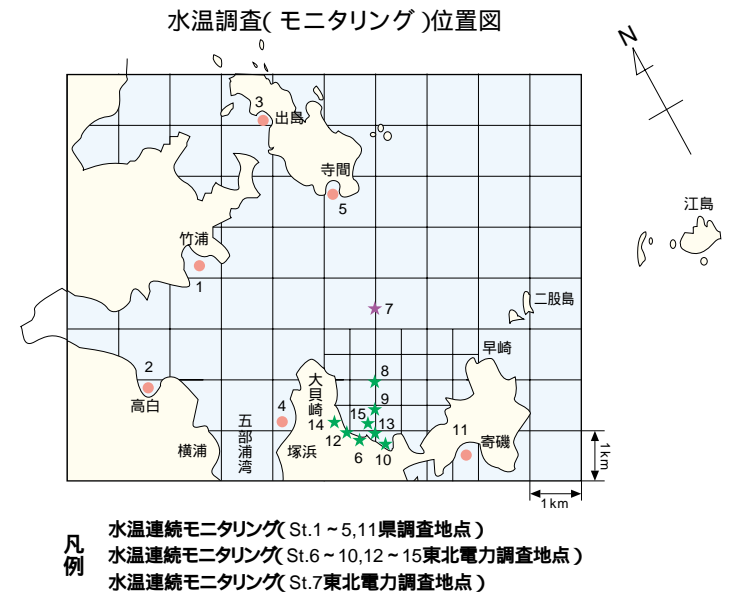 水温調査( モニタリング )位置図
N
3
出島
寺間
5
江島
竹浦
1
二股島
7
早崎
2
高白
大貝崎
8
9
4
14
15
13
11
寄磯
12
五部浦湾
横浦
塚浜
6
10
1km
1km
凡例
水温連続モニタリング( St.1~5,11県調査地点 )
水温連続モニタリング( St.6~10,12~15東北電力調査地点 )
水温連続モニタリング( St.7東北電力調査地点 )